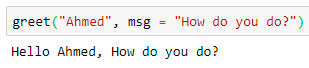 greet("Ahmed", msg = "How do you do?")
Hello Ahmed, How do you do?